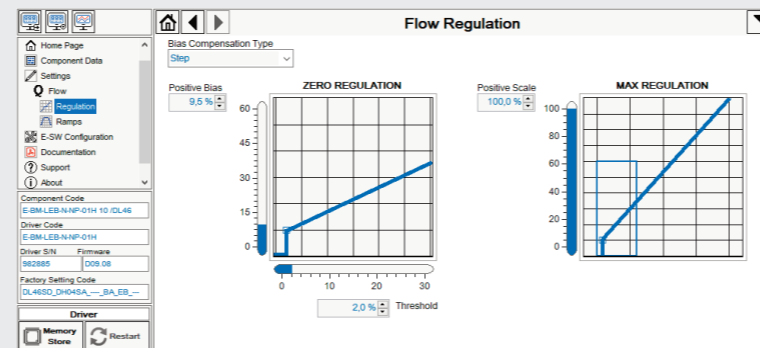 Flow Regulation
Home Page
Component Data
Settings
Q Flow
Regulation
Ramps
E-SW Configuration
Documentation
Support
About
Component Code
E-BM-LEB-N-NP-01H 10 /DL46
Driver Code
E-BM-LEB-N-NP-01H
Driver S/N Firmware
982885 D09.08
Factory Setting Code
DL46SD_DH04SA_---_BA_EB_---
Driver
Memory Store
Restart
Bias Compensation Type
Step
Positive Bias
9,5 %
ZERO REGULATION
60
45
30
15
0
0 10 20 30
2,0 % Threshold
Positive Scale
100,0 %
MAX REGULATION
100
80
60
40
20
0